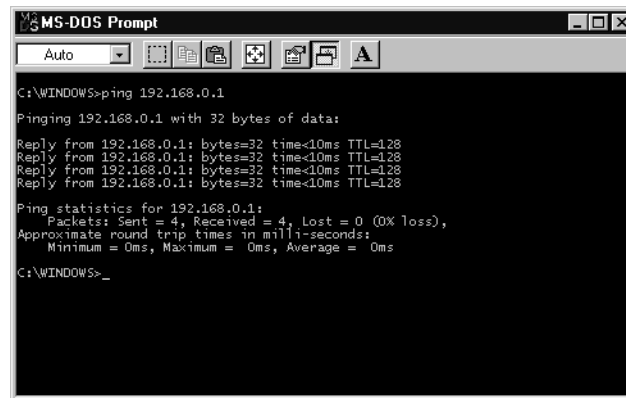 MS-DOS Prompt
Auto
A
C:\WINDOWS>ping 192.168.0.1
Pinging 192.168.0.1 with 32 bytes of data:
Reply from 192.168.0.1: bytes=32 time<10ms TTL=128
Reply from 192.168.0.1: bytes=32 time<10ms TTL=128
Reply from 192.168.0.1: bytes=32 time<10ms TTL=128
Reply from 192.168.0.1: bytes=32 time<10ms TTL=128
Ping statistics for 192.168.0.1:
    Packets: Sent = 4, Received = 4, Lost = 0 (0% loss),
Approximate round trip times in milli-seconds:
    Minimum = 0ms, Maximum =  0ms, Average =  0ms
C:\WINDOWS>_